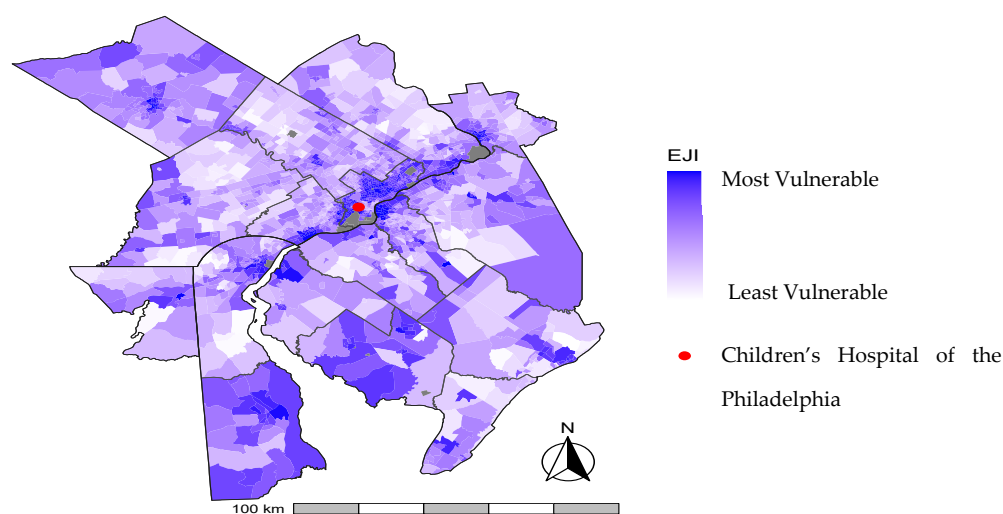 EJI
Most Vulnerable
Least Vulnerable
Children's Hospital of the
Philadelphia
N
100 km